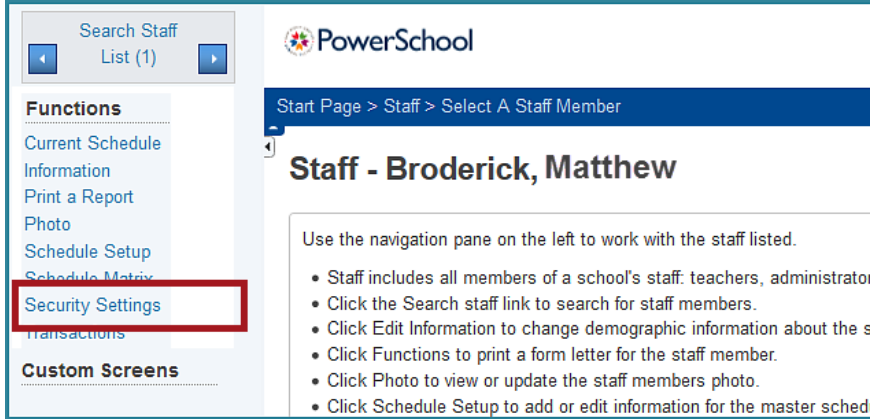 Search Staff
List (1)
Functions
Current Schedule
Information
Print a Report
Photo
Schedule Setup
Schedule Matrix
Security Settings
Transactions
Custom Screens
PowerSchool
Start Page > Staff > Select A Staff Member
Staff - Broderick, Matthew
Use the navigation pane on the left to work with the staff listed.
• Staff includes all members of a school's staff: teachers, administrator
• Click the Search staff link to search for staff members.
• Click Edit Information to change demographic information about the s
• Click Functions to print a form letter for the staff member.
• Click Photo to view or update the staff members photo.
• Click Schedule Setup to add or edit information for the master sched